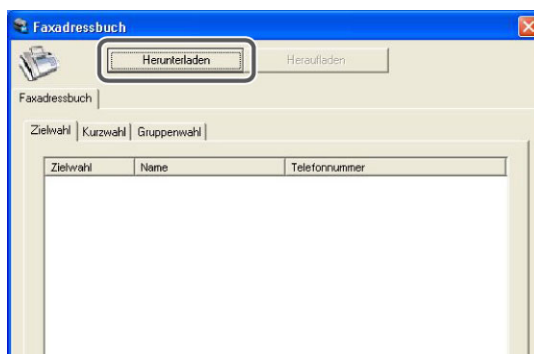 Faxadressbuch
Herunterladen Heraufladen
Faxadressbuch
Zielwahl Kurzwahl Gruppenwahl
Zielwahl Name Telefonnummer